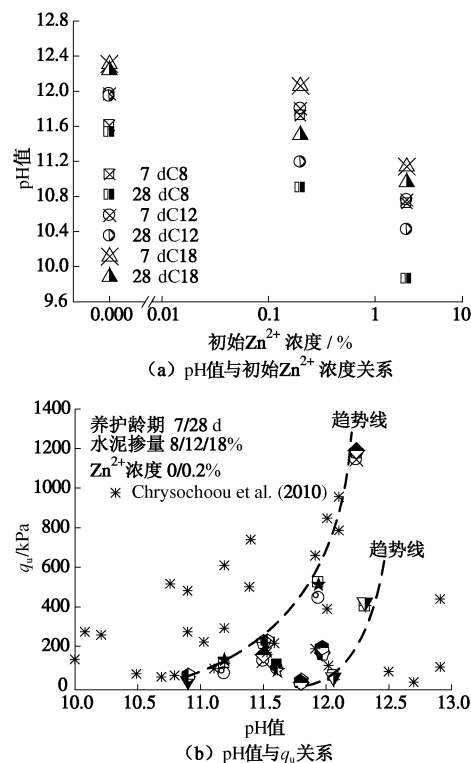 12.8
12.4
12.0
11.6
11.2
10.8
10.4
10.0
9.6
pH值
7 dC8
28 dC8
7 dC12
28 dC12
7 dC18
28 dC18
0.000 0.01 0.1 1 10
初始Zn²⁺ 浓度 / %
（a）pH值与初始Zn²⁺ 浓度关系
1400
1200
1000
800
600
400
200
0
qᵤ/kPa
养护龄期 7/28 d
水泥掺量 8/12/18%
Zn²⁺浓度 0/0.2%
Chrysochoou et al. (2010)
趋势线
趋势线
10.0 10.5 11.0 11.5 12.0 12.5 13.0
pH值
（b）pH值与qᵤ关系